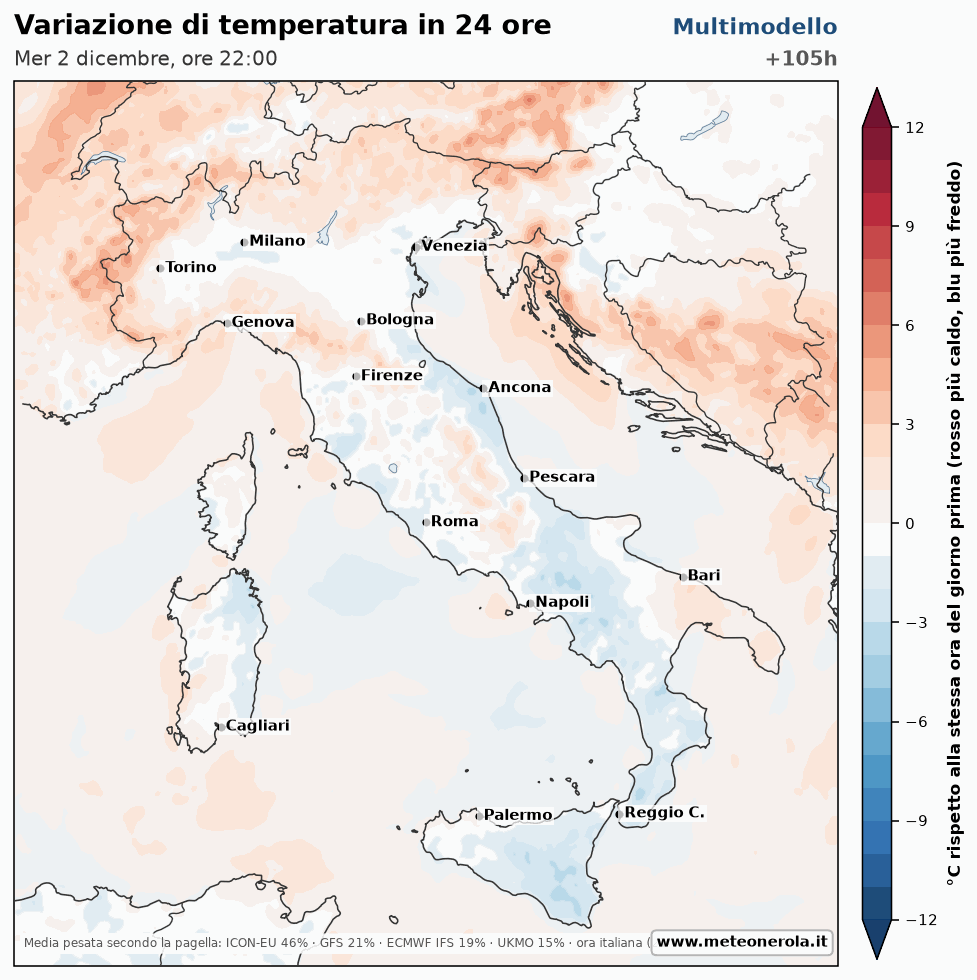 Variazione di temperatura in 24 ore
Multimodello
Mer 2 dicembre, ore 22:00
+105h
Milano
Venezia
Torino
Genova
Bologna
Firenze
Ancona
Pescara
Roma
Bari
Napoli
Cagliari
Palermo
Reggio C.
12
9
6
3
0
−3
−6
−9
−12
°C rispetto alla stessa ora del giorno prima (rosso più caldo, blu più freddo)
Media pesata secondo la pagella: ICON-EU 46% · GFS 21% · ECMWF IFS 19% · UKMO 15% · ora italiana (
www.meteonerola.it